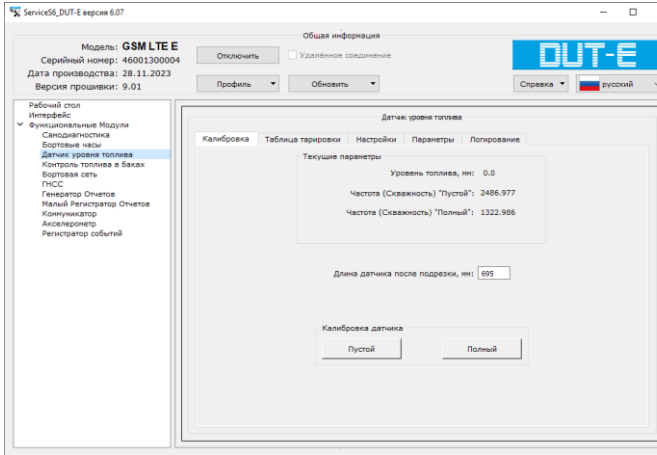 Service S6_DUT-E версия 6.07
Общая информация
Модель: GSM LTE E
Серийный номер: 46001300004
Дата производства: 28.11.2023
Версия прошивки: 9.01
Отключить
Удалённое соединение
Профиль
Обновить
DUT-E
Справка
русский
Рабочий стол
Интерфейс
Функциональные Модули
Санодиагностика
Бортовые часы
Датчик уровня топлива
Контроль топлива в баках
Бортовая сеть
ГНСС
Генератор Отчетов
Малый Регистратор Отчетов
Коммуникатор
Акселерометр
Регистратор событий
Датчик уровня топлива
Калибровка
Таблица тарировки
Настройки
Параметры
Логирование
Текущие параметры
Уровень топлива, мм: 0.0
Частота (Скважность) "Пустой": 2486.977
Частота (Скважность) "Полный": 1322.986
Длина датчика после подрезки, мм: 695
Калибровка датчика
Пустой
Полный